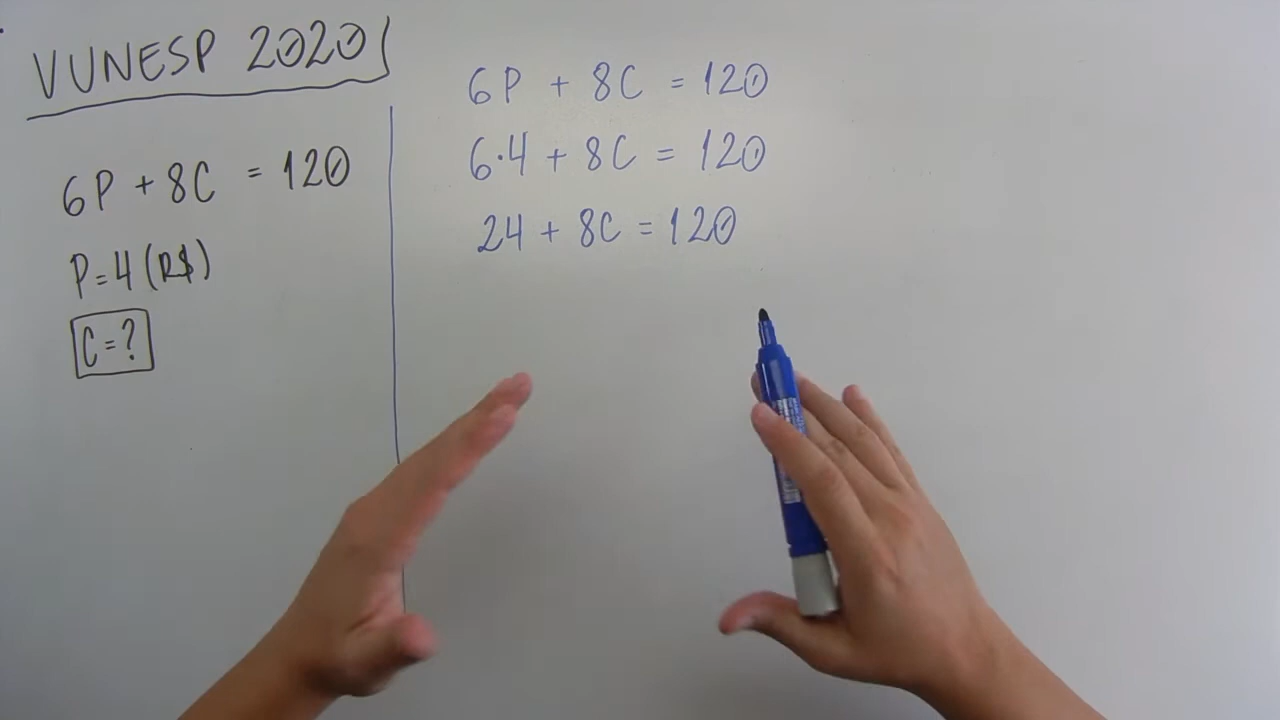 VUNESP 2020
6P + 8C = 120
P=4 (R$)
C=?
6P + 8C = 120
6·4 + 8C = 120
24 + 8C = 120